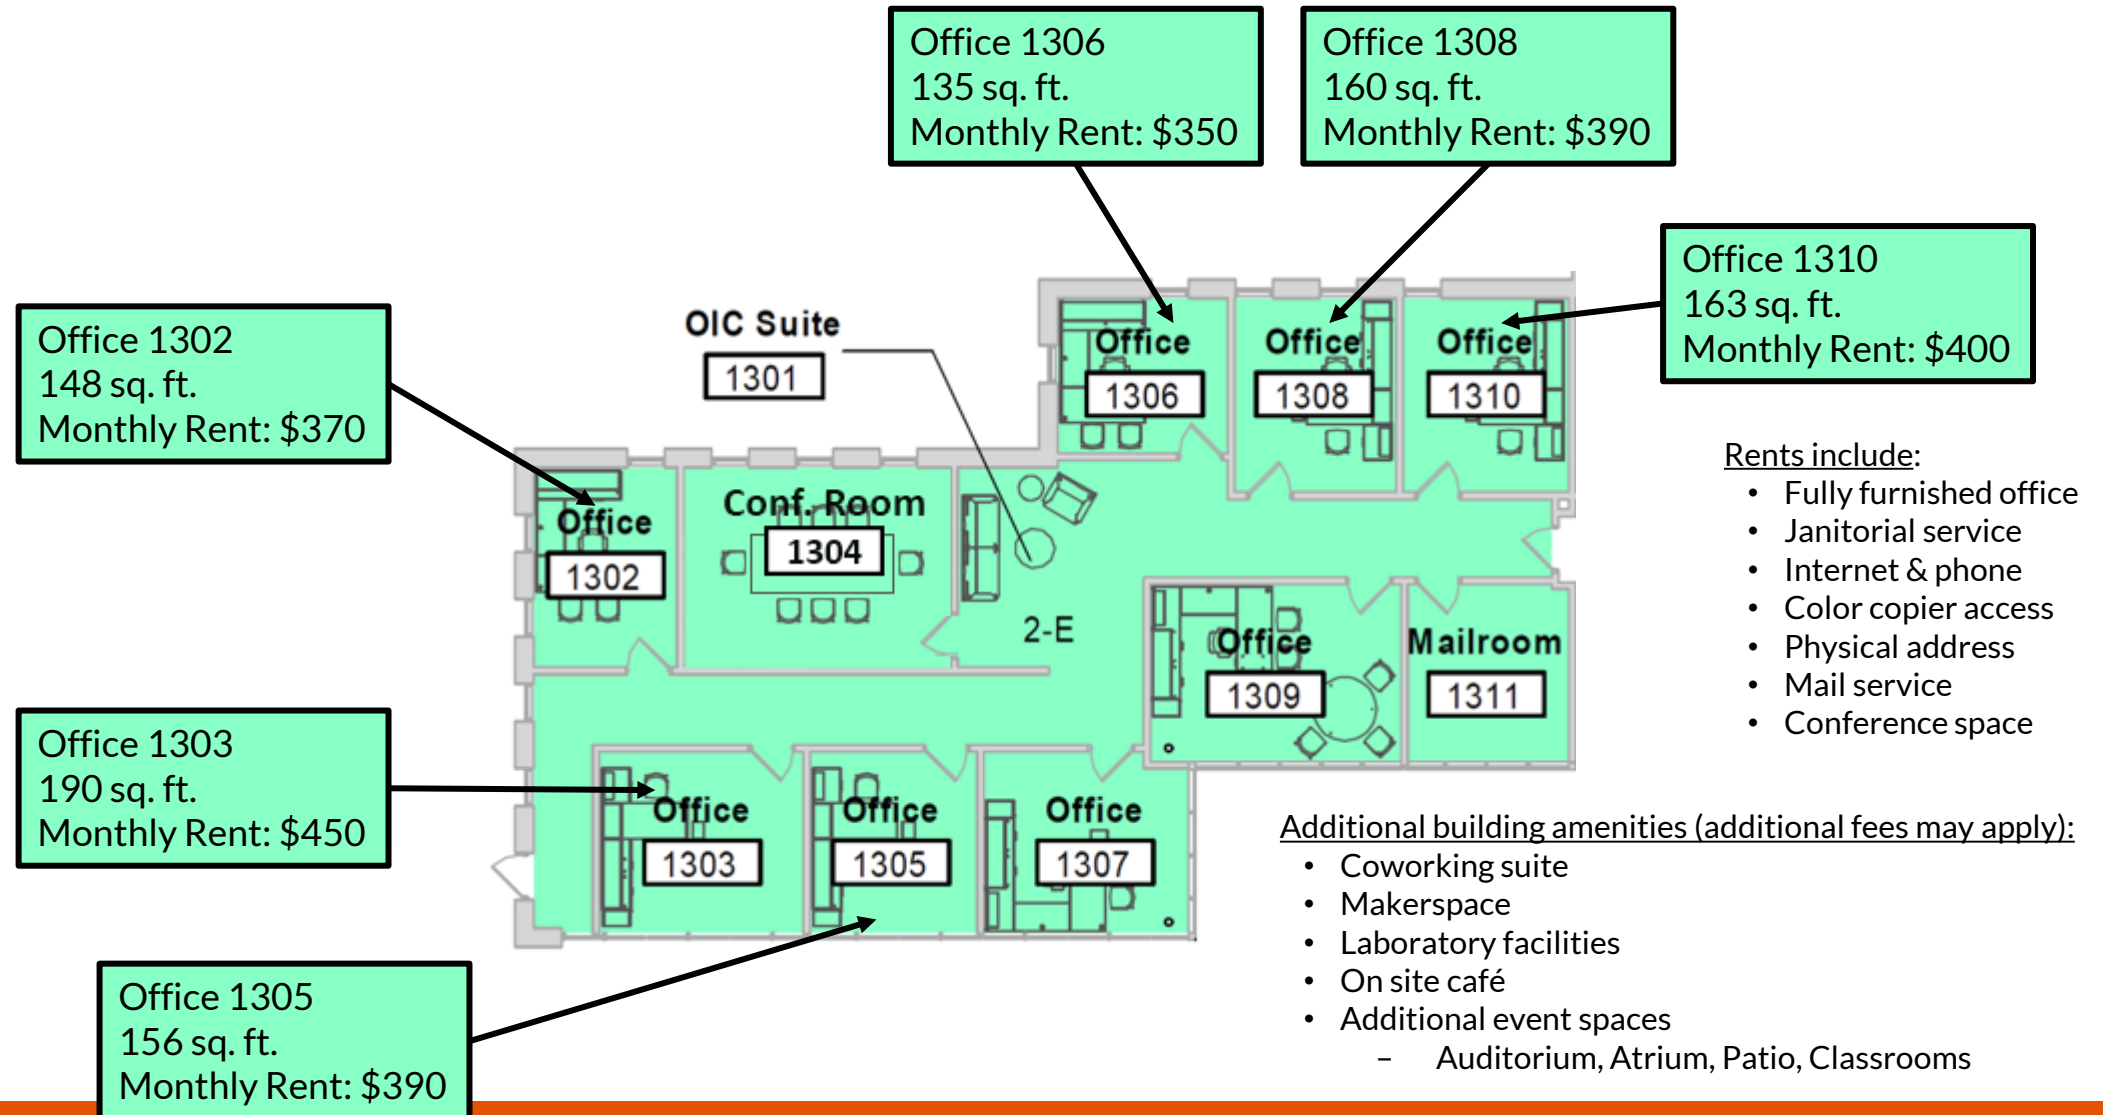 Office 1306
135 sq. ft.
Monthly Rent: $350
Office 1308
160 sq. ft.
Monthly Rent: $390
Office 1310
163 sq. ft.
Monthly Rent: $400
Office 1302
148 sq. ft.
Monthly Rent: $370
OIC Suite
1301
Office
1306
Office
1308
Office
1310
Office
1302
Conf. Room
1304
2-E
Office
1309
Mailroom
1311
Office
1303
Office
1305
Office
1307
Office 1303
190 sq. ft.
Monthly Rent: $450
Office 1305
156 sq. ft.
Monthly Rent: $390
Rents include:
• Fully furnished office
• Janitorial service
• Internet & phone
• Color copier access
• Physical address
• Mail service
• Conference space
Additional building amenities (additional fees may apply):
• Coworking suite
• Makerspace
• Laboratory facilities
• On site café
• Additional event spaces
– Auditorium, Atrium, Patio, Classrooms